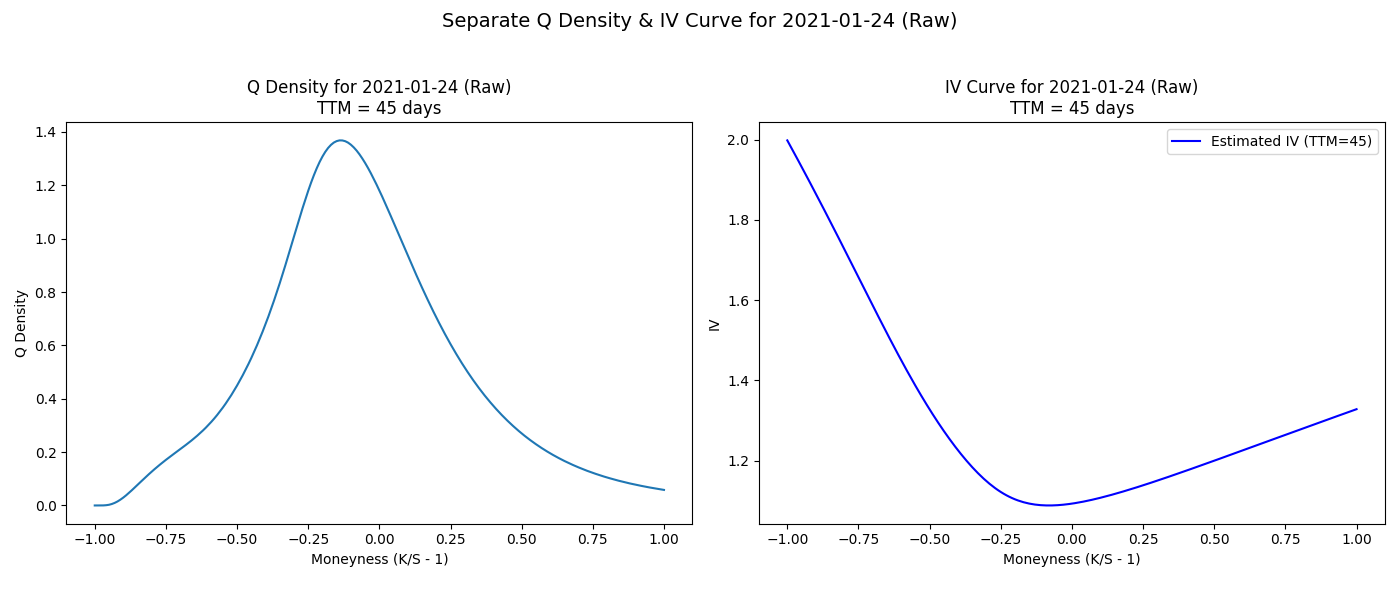 Separate Q Density & IV Curve for 2021-01-24 (Raw)
Q Density for 2021-01-24 (Raw)
TTM = 45 days
1.4
1.2
1.0
0.8
0.6
0.4
0.2
0.0
Q Density
−1.00 −0.75 −0.50 −0.25 0.00 0.25 0.50 0.75 1.00
Moneyness (K/S - 1)
IV Curve for 2021-01-24 (Raw)
TTM = 45 days
Estimated IV (TTM=45)
2.0
1.8
1.6
1.4
1.2
IV
−1.00 −0.75 −0.50 −0.25 0.00 0.25 0.50 0.75 1.00
Moneyness (K/S - 1)